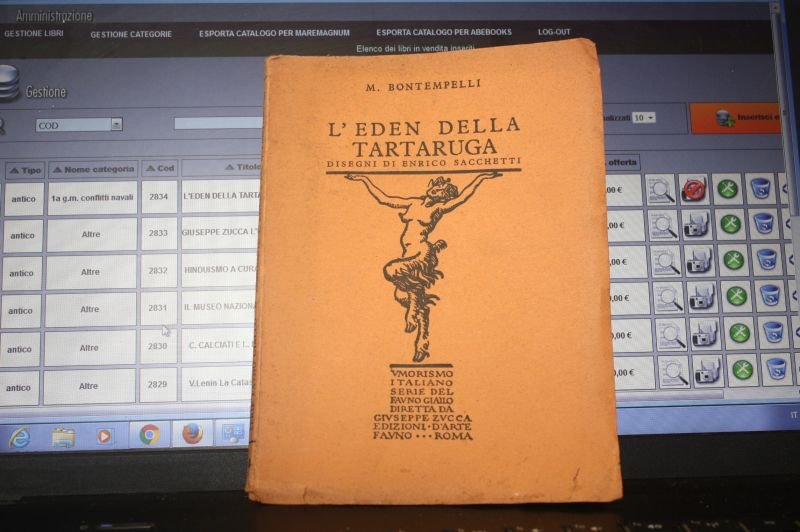 Amministrazione
GESTIONE LIBRI GESTIONE CATEGORIE ESPORTA CATALOGO PER MAREMAGNUM ESPORTA CATALOGO PER ABEBOOKS LOG-OUT
Elenco dei libri in vendita inseriti
Gestione
COD
10
Inserisci
Tipo Nome categoria Cod Titolo offerta
antico 1a g.m. conflitti navali 2834 L'EDEN DELLA
antico Altre 2833 GIUSEPPE ZUCCA
antico Altre 2832 HINDUISMO A
antico Altre 2831 IL MUSEO
antico Altre 2830 C. CALCIATI E
antico Altre 2829 V.Lenin La
IT
M. BONTEMPELLI
L'EDEN DELLA
TARTARUGA
DISEGNI DI ENRICO SACCHETTI
VMORISMO
ITALIANO
SERIE DEL
FAVNO GIALLO
DIRETTA DA
GIVSEPPE ZVCCA
EDIZIONI · D'ARTE
FAVNO ··· ROMA